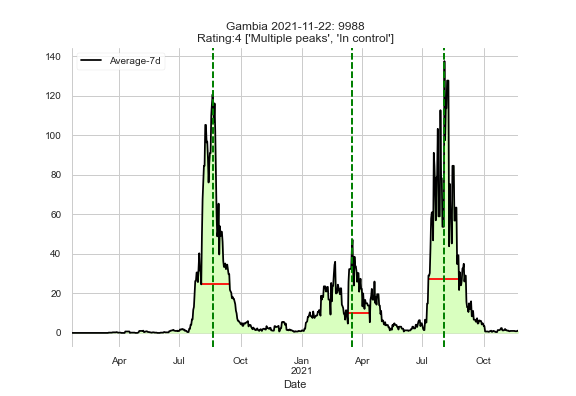 Gambia 2021-11-22: 9988
Rating:4 ['Multiple peaks', 'In control']
Average-7d
140
120
100
80
60
40
20
0
Apr Jul Oct Jan Apr Jul Oct
2021
Date